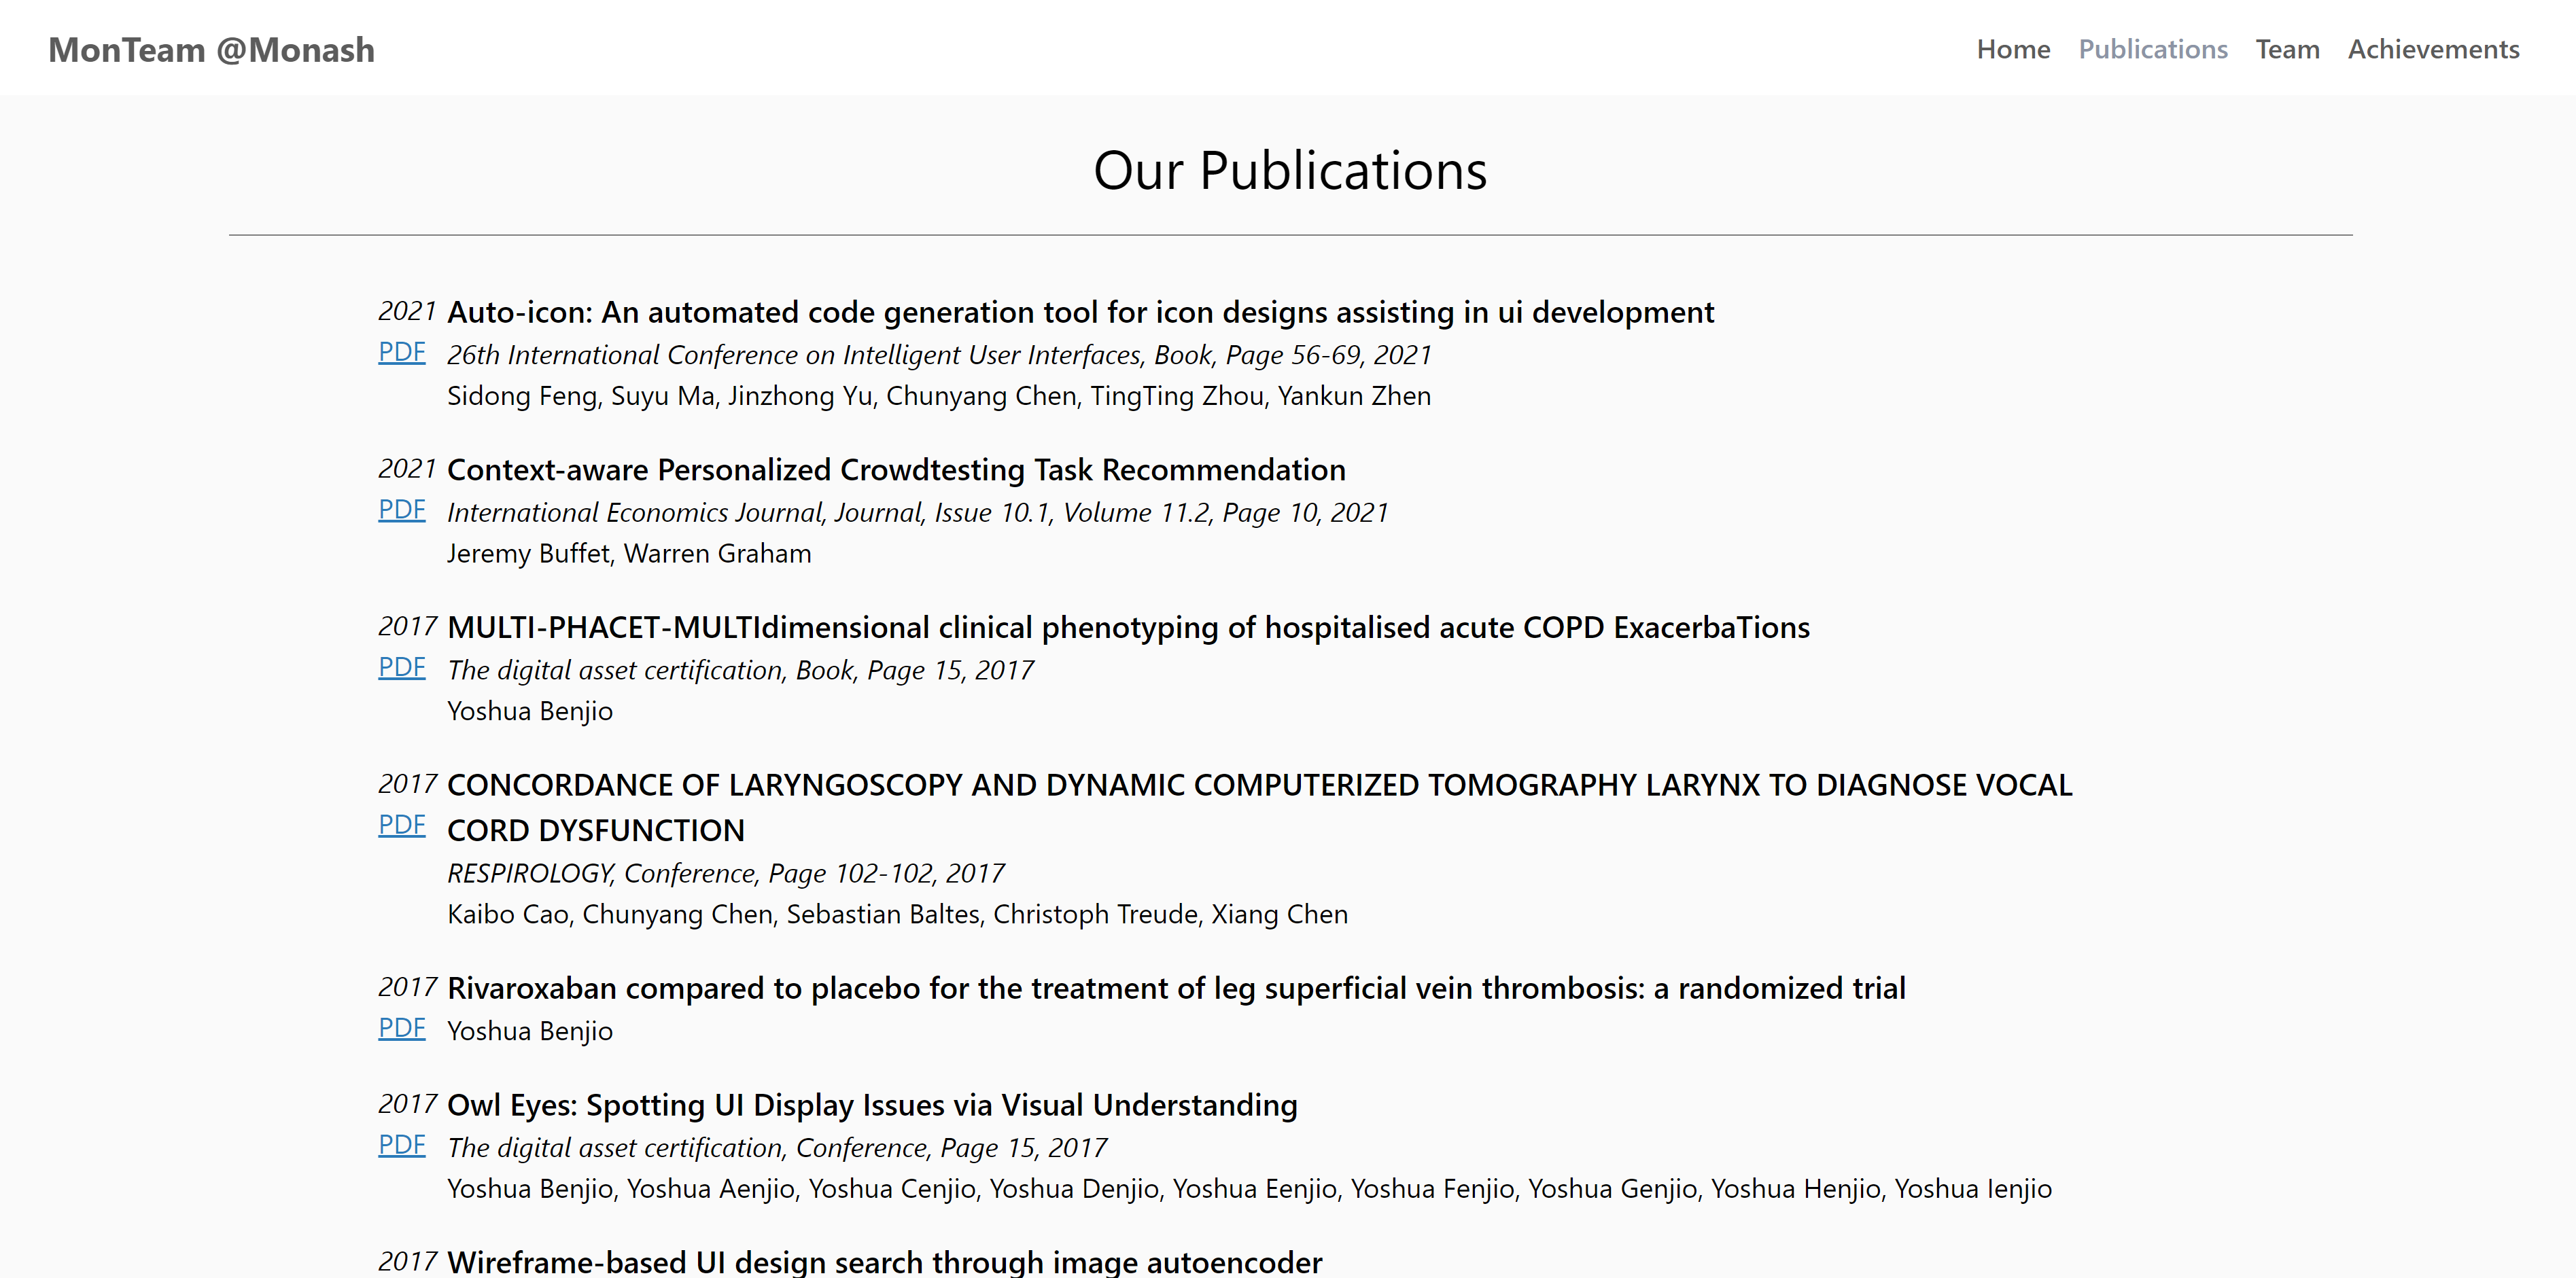 MonTeam @Monash
Home Publications Team Achievements
Our Publications
2021 Auto-icon: An automated code generation tool for icon designs assisting in ui development
PDF 26th International Conference on Intelligent User Interfaces, Book, Page 56-69, 2021
Sidong Feng, Suyu Ma, Jinzhong Yu, Chunyang Chen, TingTing Zhou, Yankun Zhen
2021 Context-aware Personalized Crowdtesting Task Recommendation
PDF International Economics Journal, Journal, Issue 10.1, Volume 11.2, Page 10, 2021
Jeremy Buffet, Warren Graham
2017 MULTI-PHACET-MULTIdimensional clinical phenotyping of hospitalised acute COPD ExacerbaTions
PDF The digital asset certification, Book, Page 15, 2017
Yoshua Benjio
2017 CONCORDANCE OF LARYNGOSCOPY AND DYNAMIC COMPUTERIZED TOMOGRAPHY LARYNX TO DIAGNOSE VOCAL
PDF CORD DYSFUNCTION
RESPIROLOGY, Conference, Page 102-102, 2017
Kaibo Cao, Chunyang Chen, Sebastian Baltes, Christoph Treude, Xiang Chen
2017 Rivaroxaban compared to placebo for the treatment of leg superficial vein thrombosis: a randomized trial
PDF Yoshua Benjio
2017 Owl Eyes: Spotting UI Display Issues via Visual Understanding
PDF The digital asset certification, Conference, Page 15, 2017
Yoshua Benjio, Yoshua Aenjio, Yoshua Cenjio, Yoshua Denjio, Yoshua Eenjio, Yoshua Fenjio, Yoshua Genjio, Yoshua Henjio, Yoshua Ienjio
2017 Wireframe-based UI design search through image autoencoder